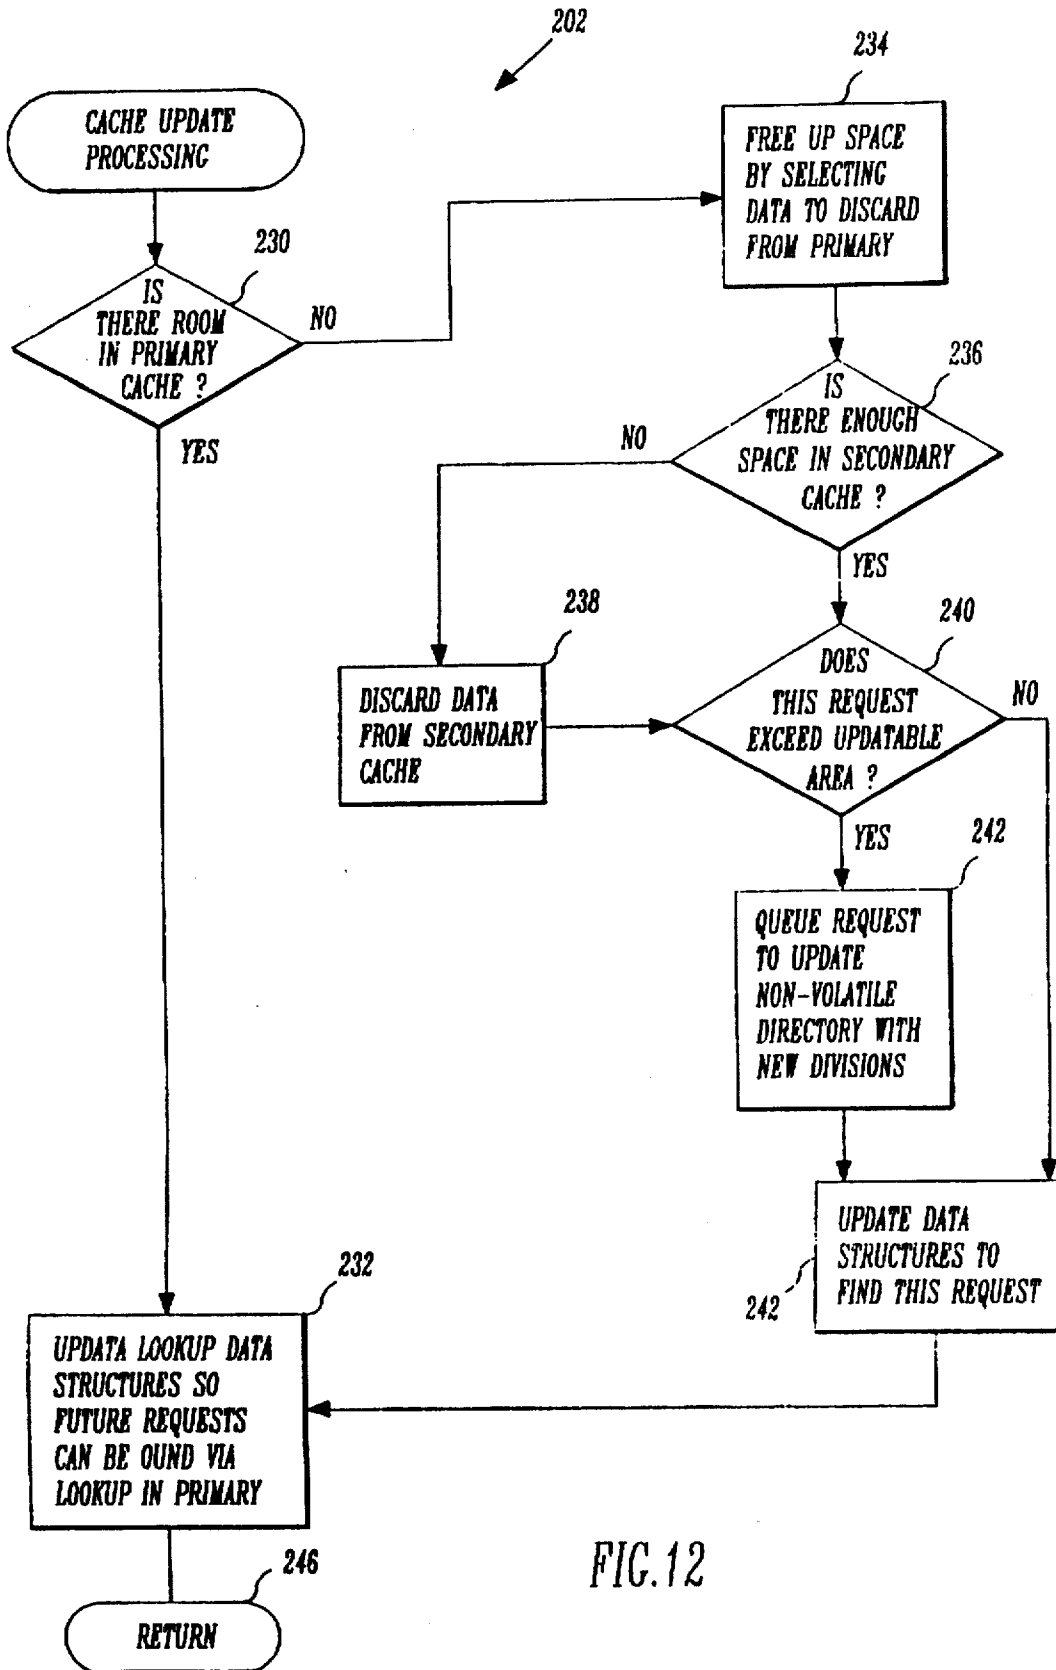 202
CACHE UPDATE
PROCESSING
230
IS
THERE ROOM
IN PRIMARY
CACHE ?
NO
YES
234
FREE UP SPACE
BY SELECTING
DATA TO DISCARD
FROM PRIMARY
236
IS
THERE ENOUGH
SPACE IN SECONDARY
CACHE ?
NO
YES
238
DISCARD DATA
FROM SECONDARY
CACHE
240
DOES
THIS REQUEST
EXCEED UPDATABLE
AREA ?
NO
YES
242
QUEUE REQUEST
TO UPDATE
NON-VOLATILE
DIRECTORY WITH
NEW DIVISIONS
UPDATE DATA
STRUCTURES TO
FIND THIS REQUEST
242
232
UPDATA LOOKUP DATA
STRUCTURES SO
FUTURE REQUESTS
CAN BE OUND VIA
LOOKUP IN PRIMARY
246
RETURN
FIG.12